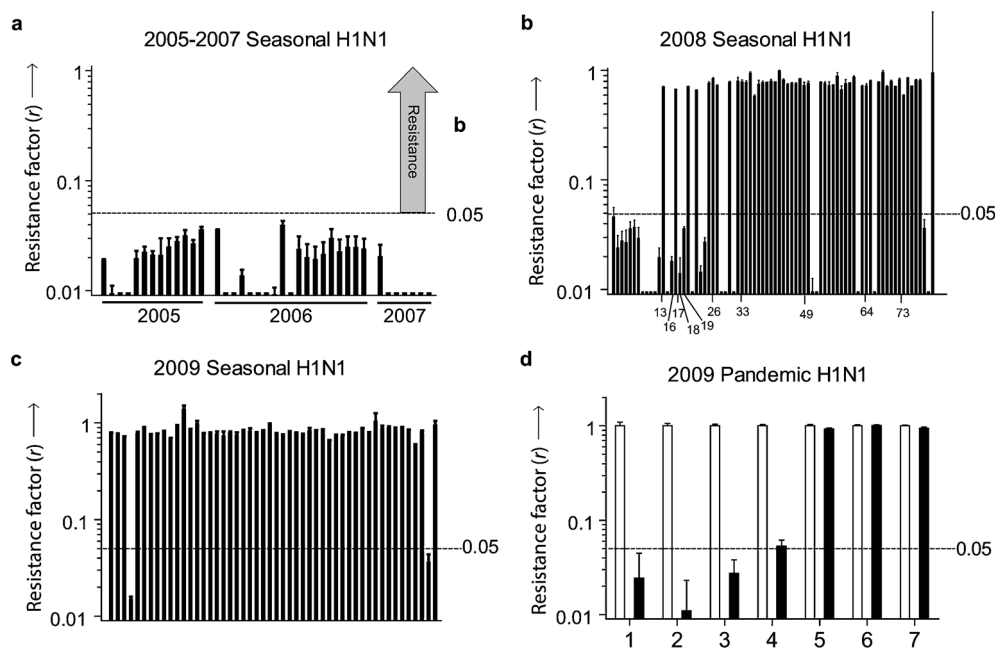 a
2005-2007 Seasonal H1N1
Resistance factor (r)
1
0.1
0.01
Resistance
0.05
2005
2006
2007
b
b
2008 Seasonal H1N1
Resistance factor (r)
1
0.1
0.01
0.05
13
16
17
18
19
26
33
49
64
73
c
2009 Seasonal H1N1
Resistance factor (r)
1
0.1
0.01
0.05
d
2009 Pandemic H1N1
Resistance factor (r)
1
0.1
0.01
0.05
1 2 3 4 5 6 7